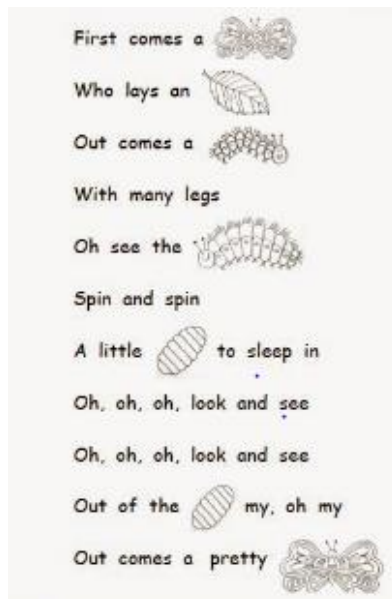 First comes a
Who lays an
Out comes a
With many legs
Oh see the
Spin and spin
A little to sleep in
Oh, oh, oh, look and see
Oh, oh, oh, look and see
Out of the my, oh my
Out comes a pretty